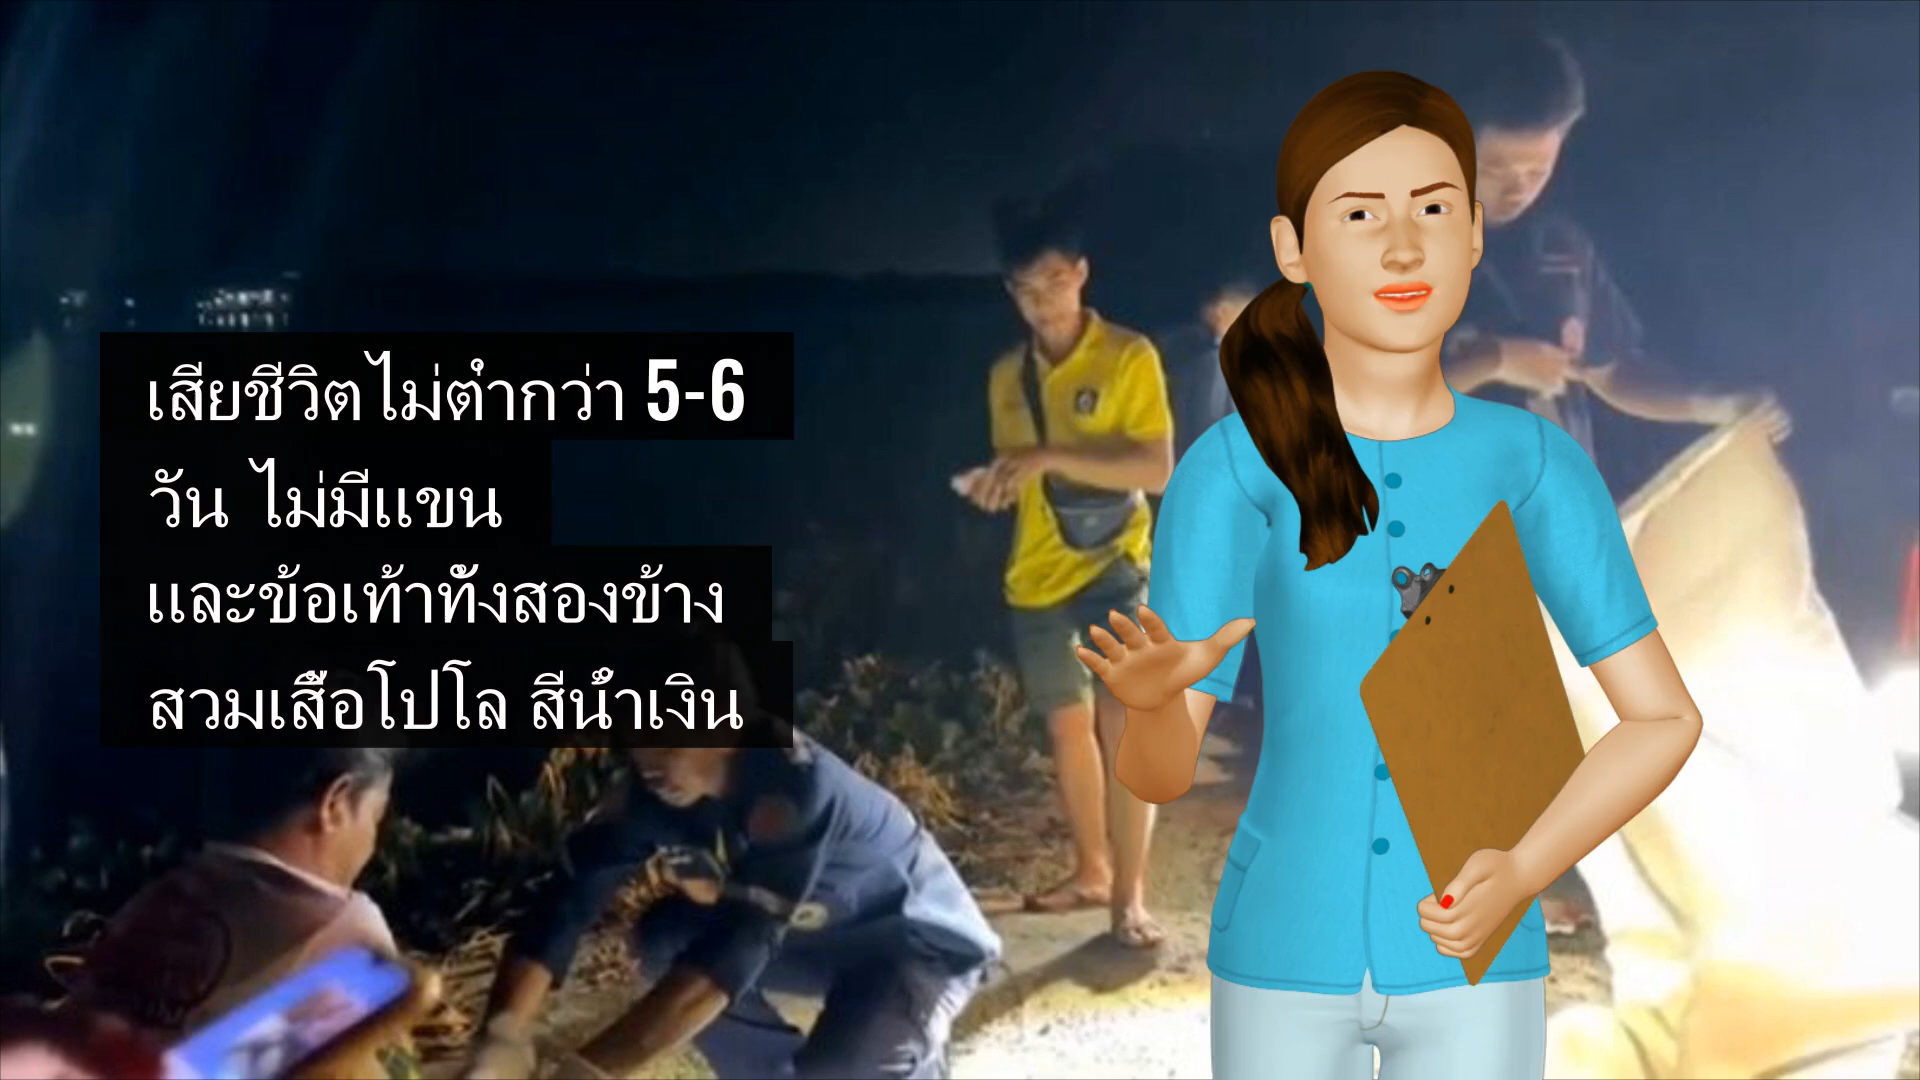 เสียชีวิตไม่ต่ำกว่า 5-6
วัน ไม่มีแขน
และข้อเท้าทั้งสองข้าง
สวมเสื้อโปโล สีน้ำเงิน